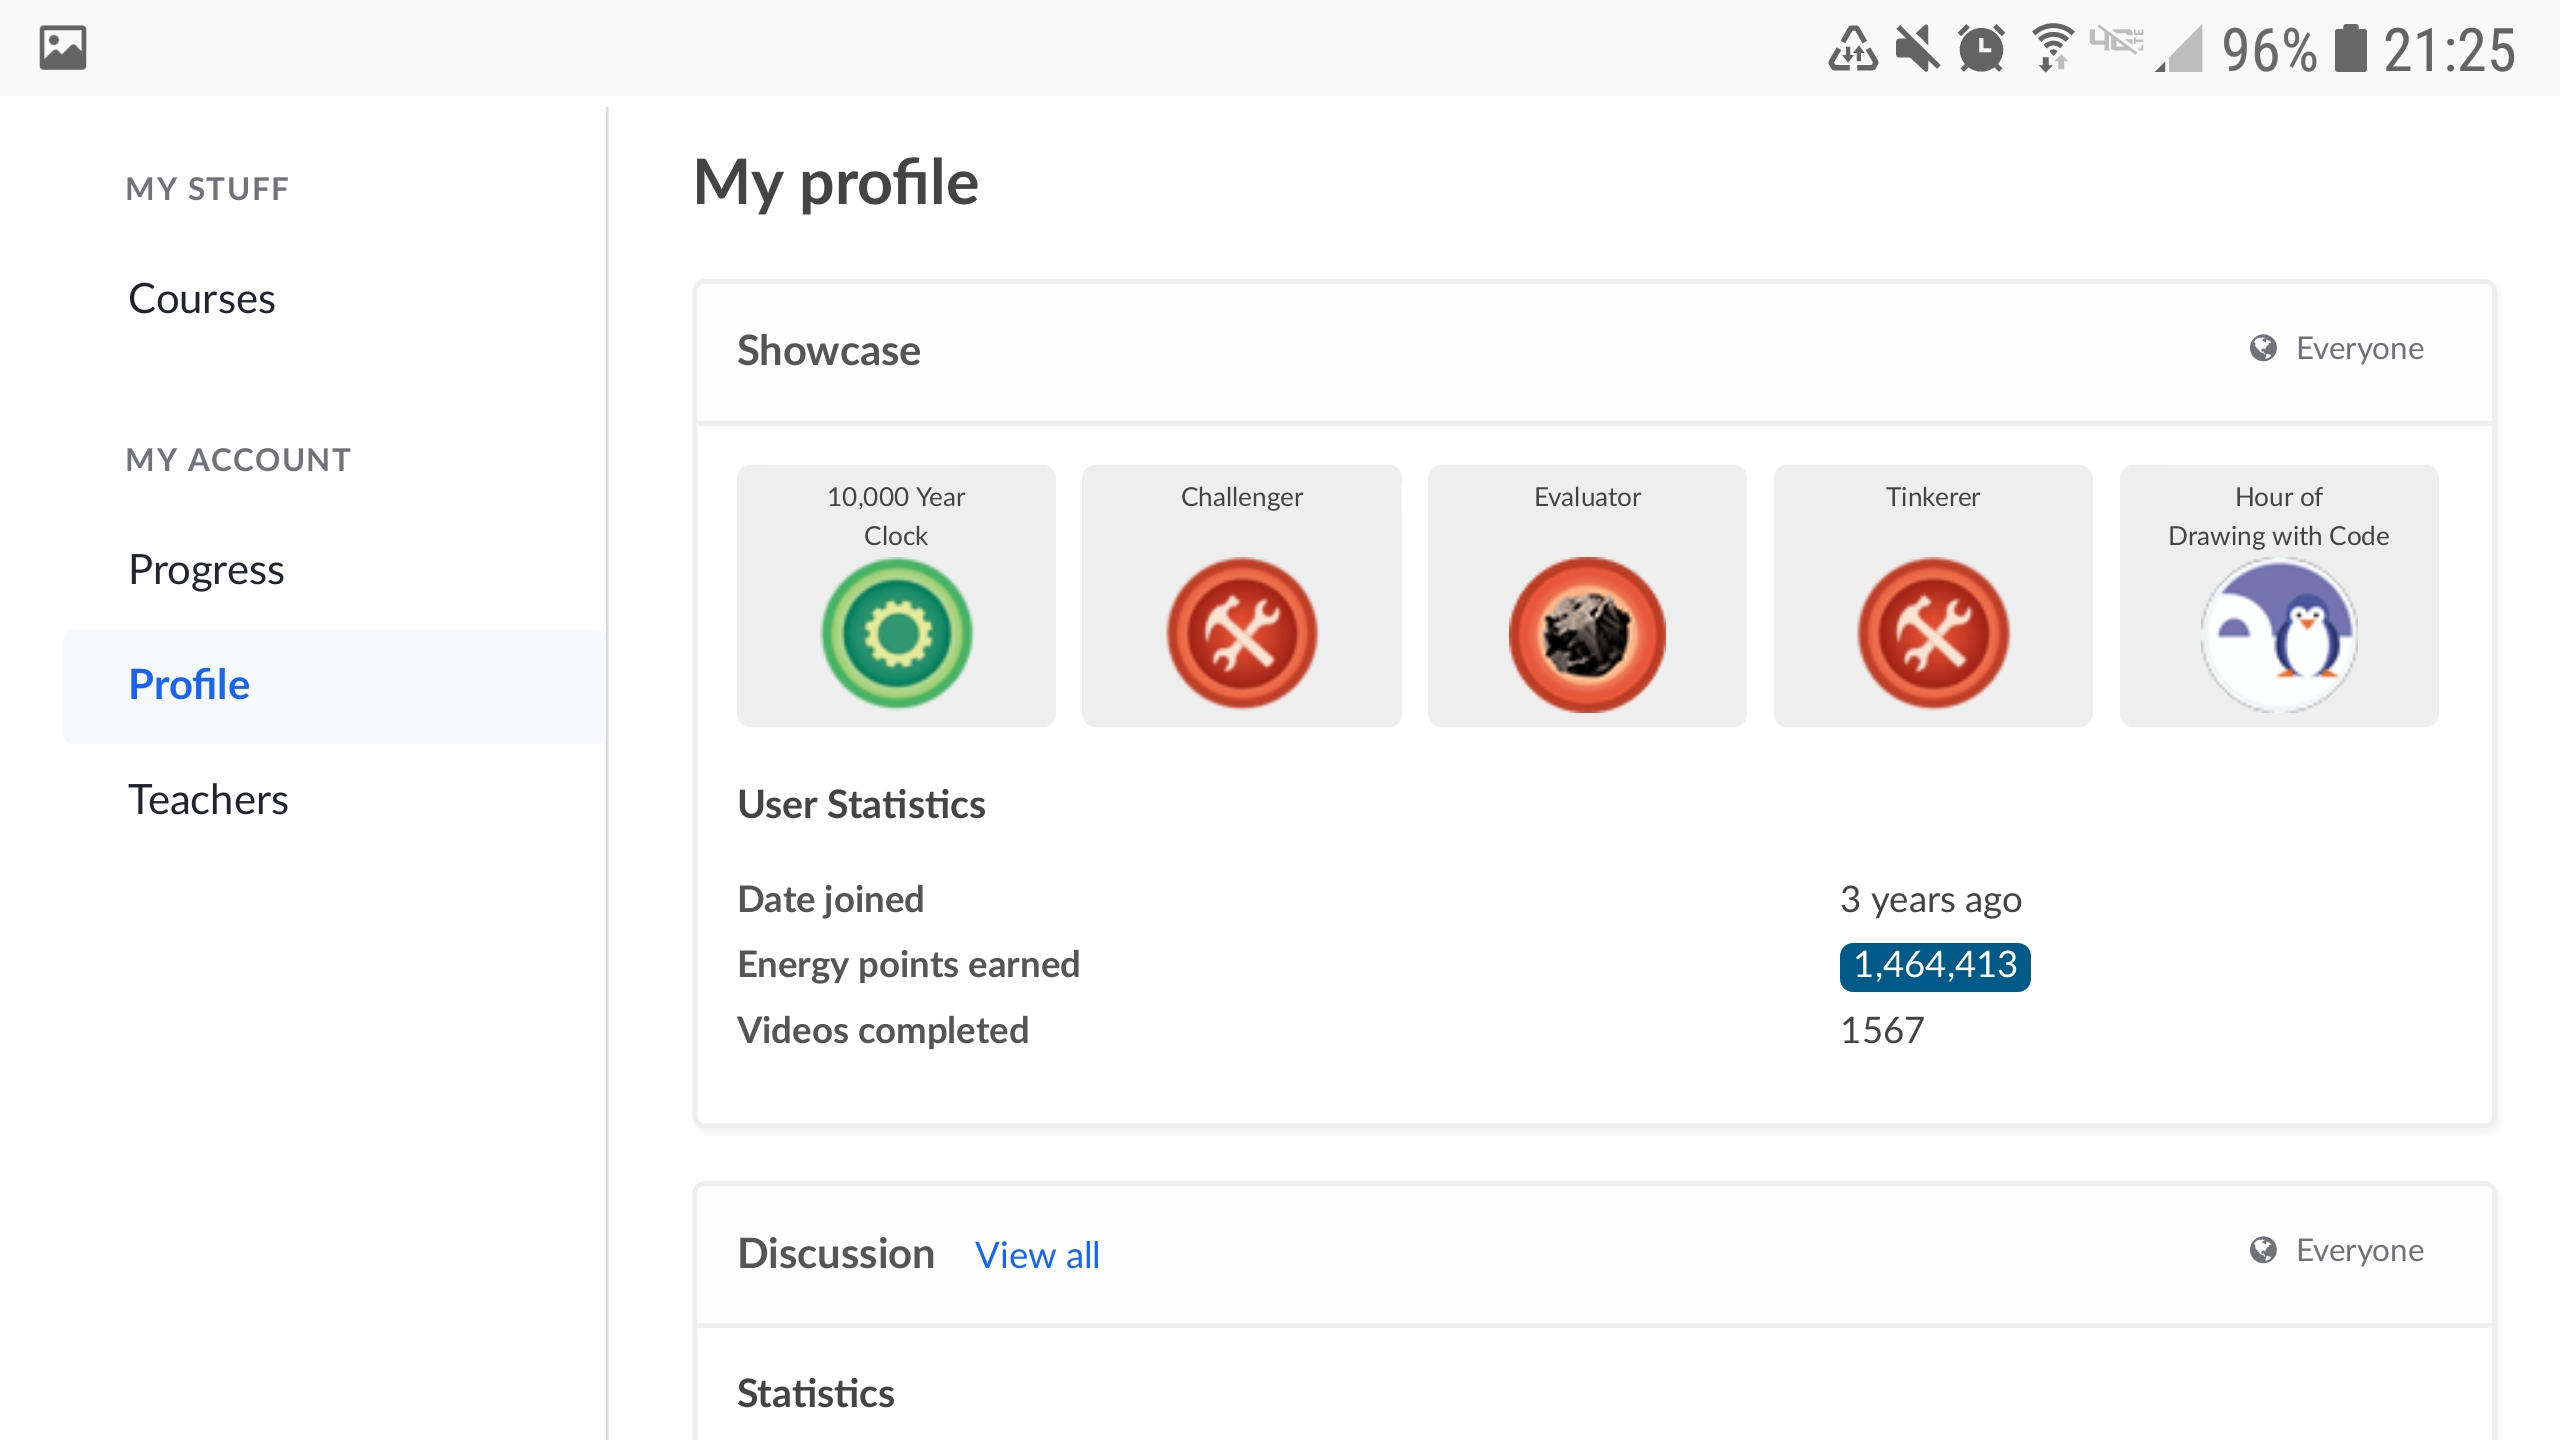 96% 21:25
MY STUFF
Courses
MY ACCOUNT
Progress
Profile
Teachers
My profile
Showcase
Everyone
10,000 Year
Clock
Challenger
Evaluator
Tinkerer
Hour of
Drawing with Code
User Statistics
Date joined 3 years ago
Energy points earned 1,464,413
Videos completed 1567
Discussion View all
Everyone
Statistics